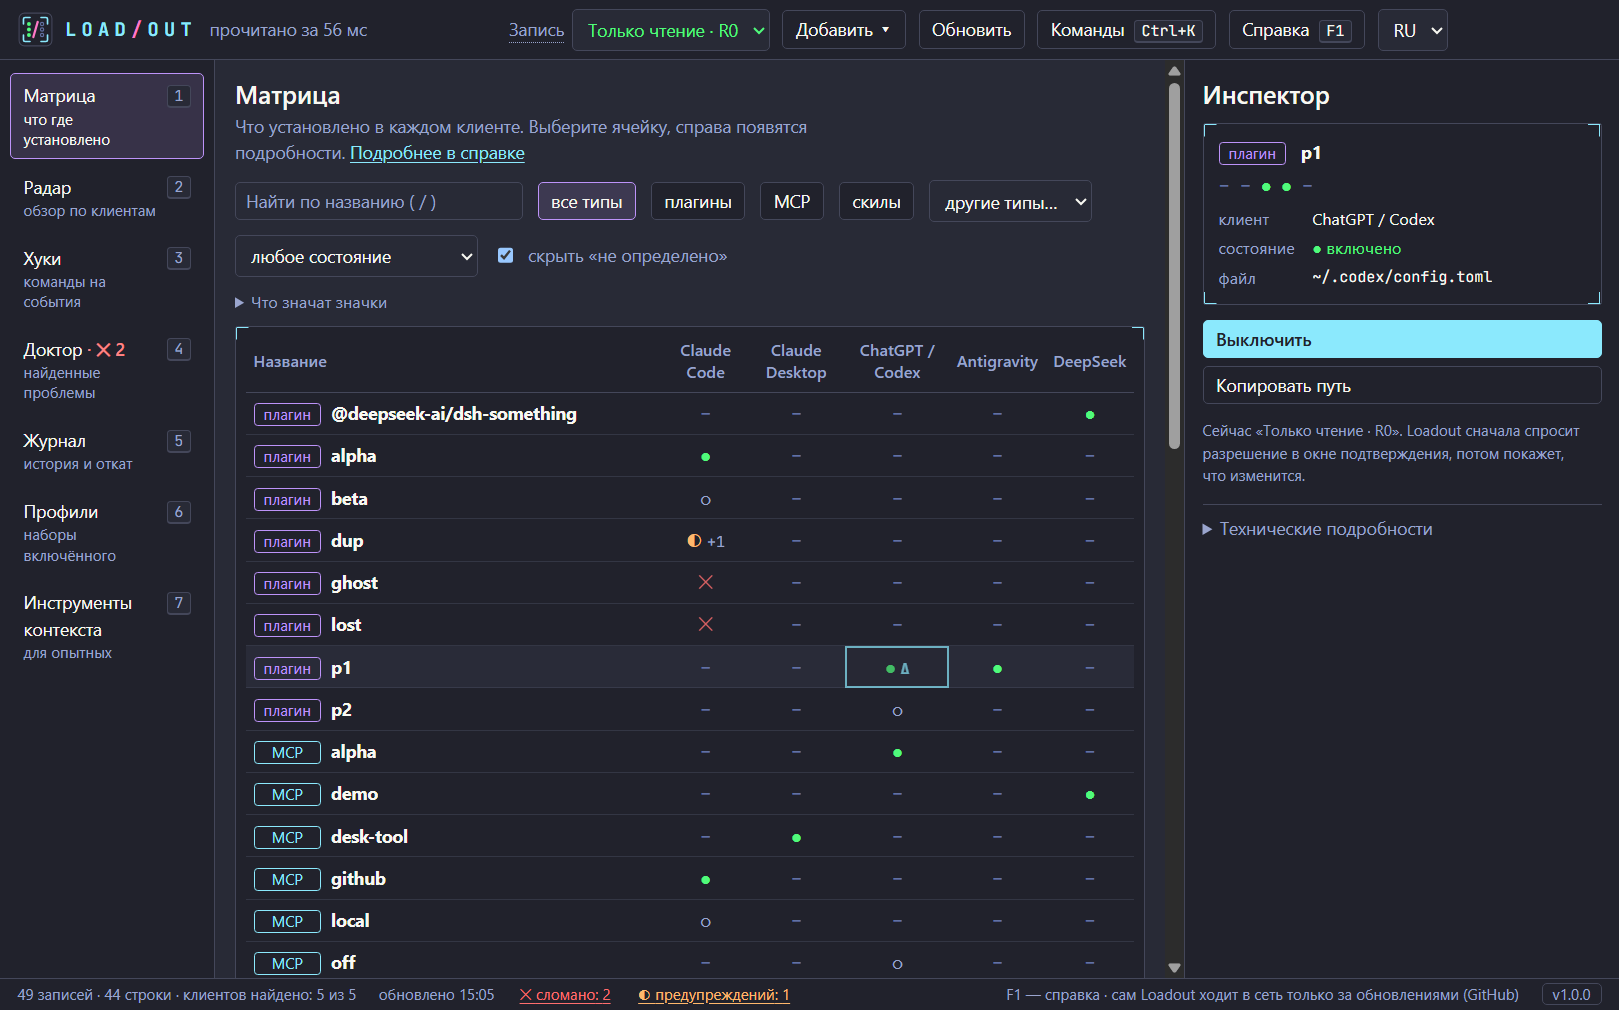 LOAD/OUT прочитано за 56 мс Запись Только чтение · R0 Добавить ▾ Обновить Команды Ctrl+K Справка F1 RU
Матрица 1
что где
установлено
Радар 2
обзор по клиентам
Хуки 3
команды на
события
Доктор · ✕ 2 4
найденные
проблемы
Журнал 5
история и откат
Профили 6
наборы
включённого
Инструменты 7
контекста
для опытных
Матрица
Что установлено в каждом клиенте. Выберите ячейку, справа появятся
подробности. Подробнее в справке
Найти по названию ( / ) все типы плагины MCP скилы другие типы...
любое состояние скрыть «не определено»
▶ Что значат значки
Название Claude Code Claude Desktop ChatGPT / Codex Antigravity DeepSeek
плагин @deepseek-ai/dsh-something – – – – ●
плагин alpha ● – – – –
плагин beta ○ – – – –
плагин dup ◐ +1 – – – –
плагин ghost ✕ – – – –
плагин lost ✕ – – – –
плагин p1 – – ● Δ ● –
плагин p2 – – ○ – –
MCP alpha – – ● – –
MCP demo – – – – ●
MCP desk-tool – ● – – –
MCP github ● – – – –
MCP local ○ – – – –
MCP off – – ○ – –
Инспектор
плагин p1
– – ● ● –
клиент ChatGPT / Codex
состояние ● включено
файл ~/.codex/config.toml
Выключить
Копировать путь
Сейчас «Только чтение · R0». Loadout сначала спросит
разрешение в окне подтверждения, потом покажет,
что изменится.
▶ Технические подробности
49 записей · 44 строки · клиентов найдено: 5 из 5 обновлено 15:05 ✕ сломано: 2 ◐ предупреждений: 1 F1 — справка · сам Loadout ходит в сеть только за обновлениями (GitHub) v1.0.0